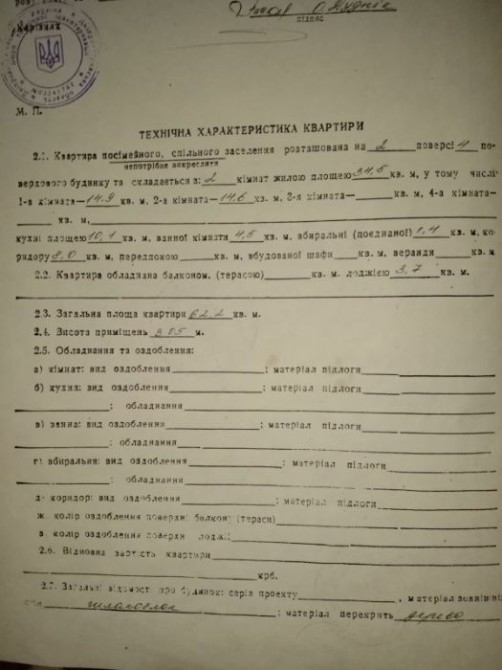 підпис
М. П.
ТЕХНІЧНА ХАРАКТЕРИСТИКА КВАРТИРИ
2.1. Квартира посімейного, спільного заселення розташована на 2 поверсі 4 по-
непотрібне викреслити
верхового будинку та складається з: 2 кімнат жилою площею 34,5 кв. м, у тому числі
1-а кімната— 14.9 кв. м, 2-а кімната— 14.6 кв. м, 3-я кімната— кв. м, 4-а кімната—
кв. м,
кухні площею 10,1 кв. м, ванної кімнати 4,5 кв. м, вбиральні (поєднаної) 1,4 кв. м, ко-
ридору 8,0 кв. м, передпокою кв. м, вбудованої шафи кв. м, веранди кв. м
2.2. Квартира обладнана балконом, (терасою) кв. м, лоджією 3,7 кв. м.
2.3. Загальна площа квартири 62,2 кв. м.
2.4. Висота приміщень 3.05 м.
2.5. Обладнання та оздоблення:
а) кімнат: вид оздоблення ; матеріал підлоги
б) кухня: вид оздоблення ; матеріал підлоги
; обладнання
в) ванна: вид оздоблення ; матеріал підлоги
; обладнання
г) вбиральня: вид оздоблення ; матеріал підлоги
; обладнання
д) коридор: вид оздоблення ; матеріал підлоги
ж. колір оздоблення поверхні балкону (тераси)
з. колір оздоблення поверхні лоджії
2.6. Відновна вартість квартири
крб.
2.7. Загальні відомості про будинок: серія проекту , матеріал зовнішніх
шлакоблок ; матеріал перекрить дерево